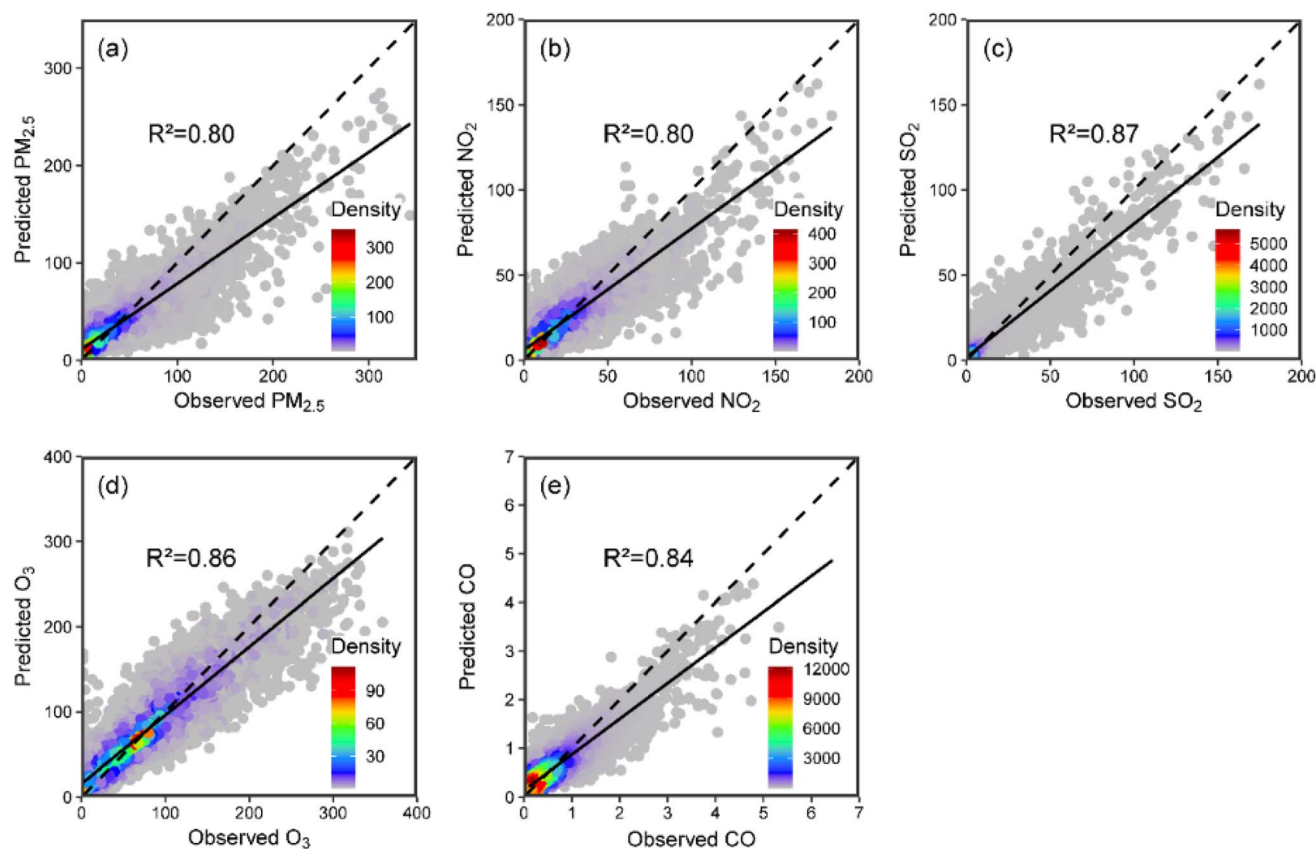 (a)
R²=0.80
Predicted PM2.5
Observed PM2.5
0
100
200
300
0
100
200
300
Density
300
200
100
(b)
R²=0.80
Predicted NO2
Observed NO2
0
50
100
150
200
0
50
100
150
200
Density
400
300
200
100
(c)
R²=0.87
Predicted SO2
Observed SO2
0
50
100
150
200
0
50
100
150
200
Density
5000
4000
3000
2000
1000
(d)
R²=0.86
Predicted O3
Observed O3
0
100
200
300
400
0
100
200
300
400
Density
90
60
30
(e)
R²=0.84
Predicted CO
Observed CO
0
1
2
3
4
5
6
7
0
1
2
3
4
5
6
7
Density
12000
9000
6000
3000